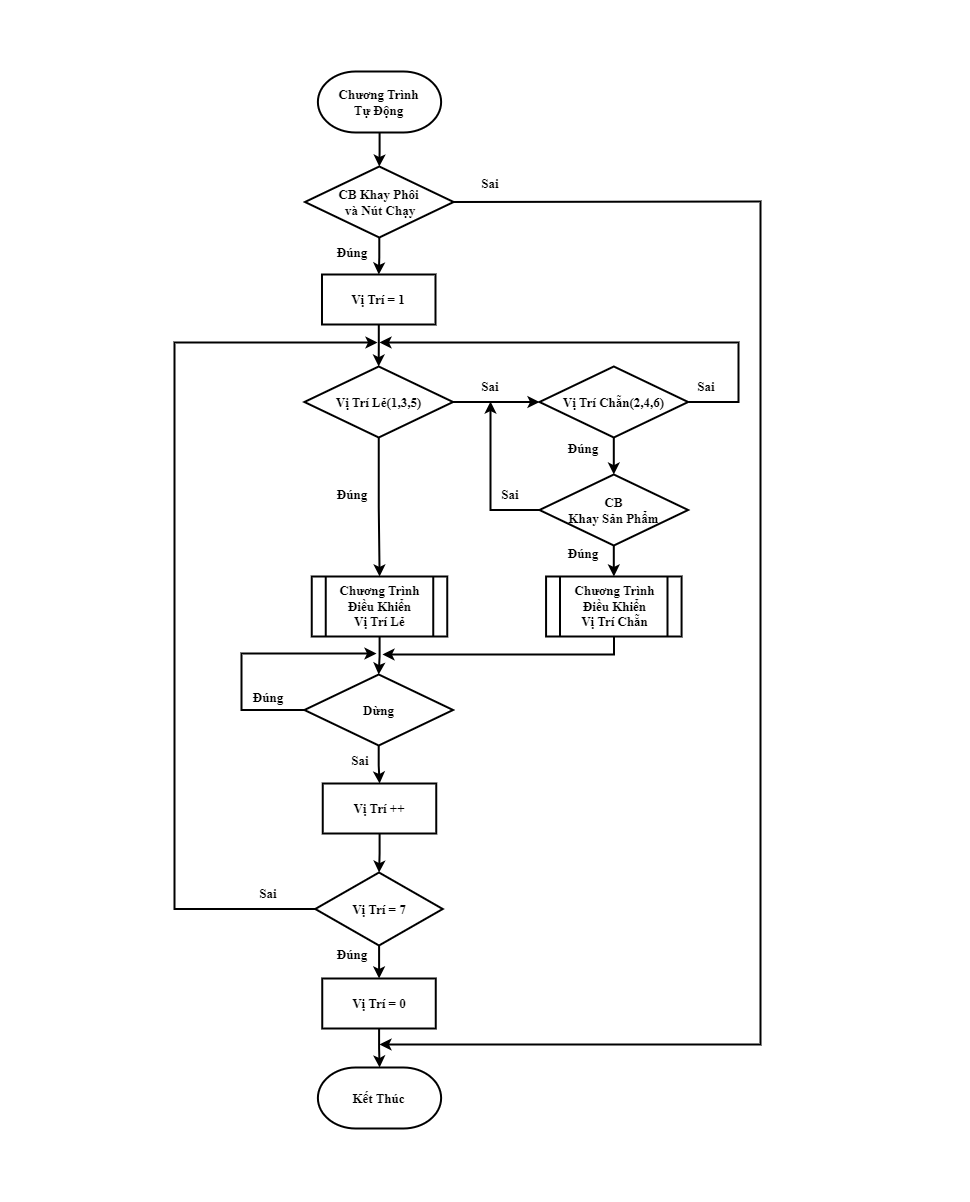 Chương Trình
Tự Động
CB Khay Phôi
và Nút Chạy
Sai
Đúng
Vị Trí = 1
Vị Trí Lẻ(1,3,5)
Sai
Vị Trí Chẵn(2,4,6)
Sai
Đúng
Đúng
Sai
CB
Khay Sản Phẩm
Đúng
Chương Trình
Điều Khiển
Vị Trí Lẻ
Chương Trình
Điều Khiển
Vị Trí Chẵn
Đúng
Dừng
Sai
Vị Trí ++
Sai
Vị Trí = 7
Đúng
Vị Trí = 0
Kết Thúc